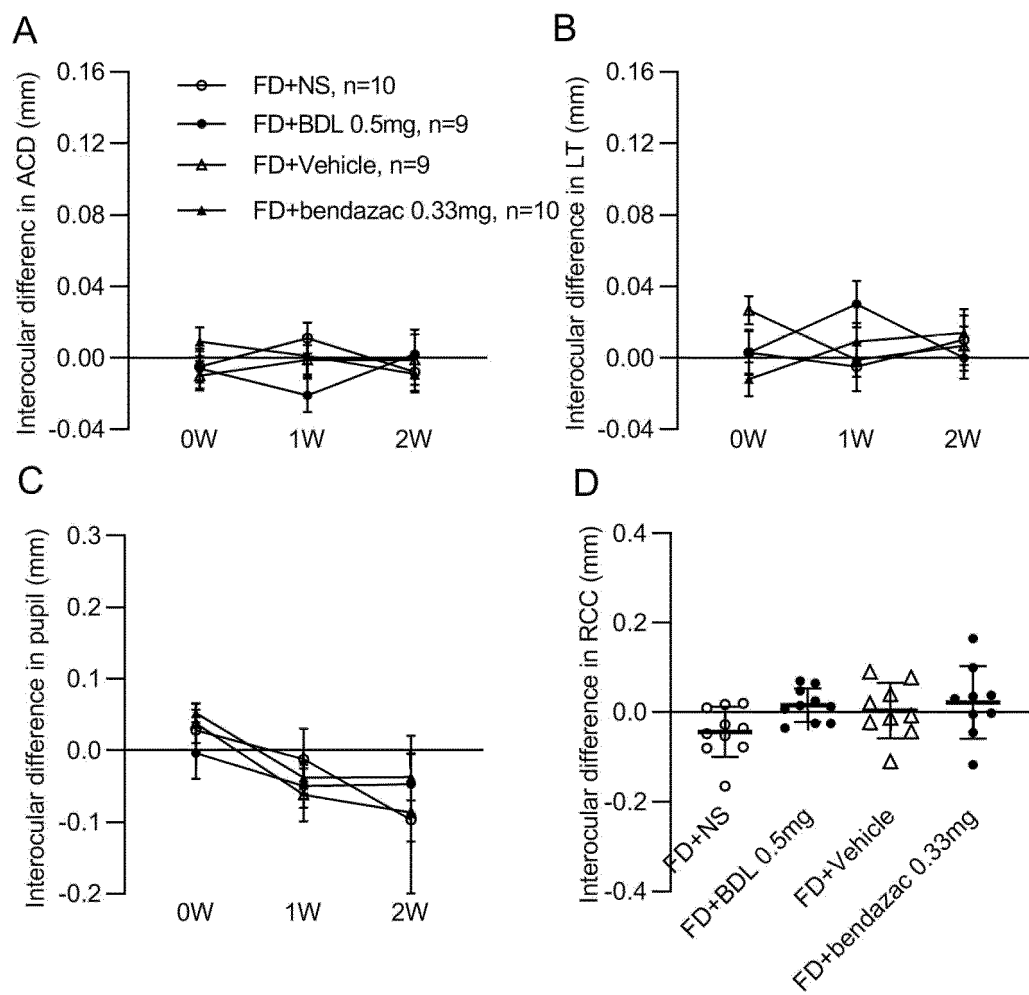 A
Interocular differenc in ACD (mm)
0.16
0.12
0.08
0.04
0.00
-0.04
0W 1W 2W
FD+NS, n=10
FD+BDL 0.5mg, n=9
FD+Vehicle, n=9
FD+bendazac 0.33mg, n=10
B
Interocular difference in LT (mm)
0.16
0.12
0.08
0.04
0.00
-0.04
0W 1W 2W
C
Interocular difference in pupil (mm)
0.3
0.2
0.1
0.0
-0.1
-0.2
0W 1W 2W
D
Interocular difference in RCC (mm)
0.4
0.2
0.0
-0.2
-0.4
FD+NS
FD+BDL 0.5mg
FD+Vehicle
FD+bendazac 0.33mg